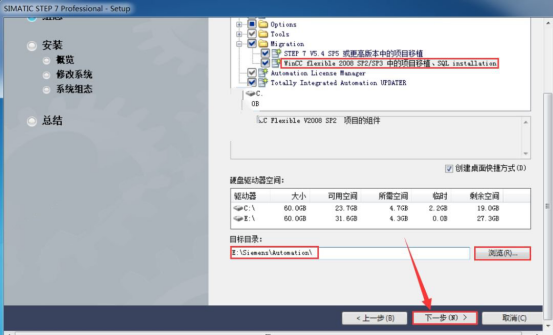 SIMATIC STEP 7 Professional - Setup
安装
概览
修改系统
系统组态
总结
Options
Tools
Migration
STEP 7 V5.4 SP5 或更高版本中的项目移植
WinCC flexible 2008 SP2/SP3 中的项目移植、SQL installation
Automation License Manager
Totally Integrated Automation UPDATER
C.
0B
C Flexible V2008 SP2 项目的组件
创建桌面快捷方式(D)
硬盘驱动器空间:
驱动器 大小 可用空间 所需空间 临时 剩余空间
C:\ 60.0GB 23.7GB 4.7GB 2.2GB 19.0GB
E:\ 60.0GB 31.6GB 4.3GB 0.0B 27.3GB
目标目录:
E:\Siemens\Automation\
浏览(R)...
< 上一步(B)
下一步(N) >
取消(C)